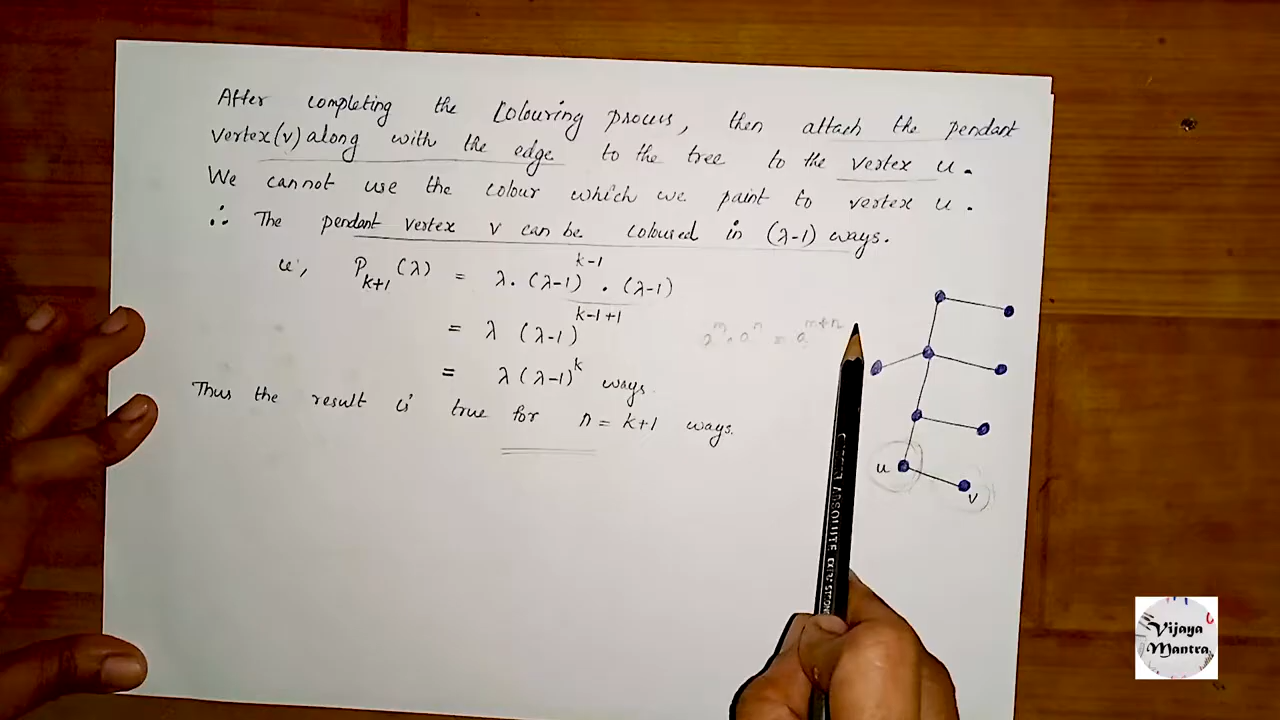 After completing the Colouring process, then attach the pendant
vertex(v) along with the edge to the tree to the vertex u.
We cannot use the colour which we paint to vertex u.
∴ The pendant vertex v can be coloured in (λ-1) ways.
ie, P_{k+1} (λ) = λ. (λ-1)^{k-1} . (λ-1)
= λ (λ-1)^{k-1+1}
a^m . a^n = a^{m+n}
= λ (λ-1)^k ways.
Thus the result is true for n = k+1 ways.
u
v
Vijaya
Mantra